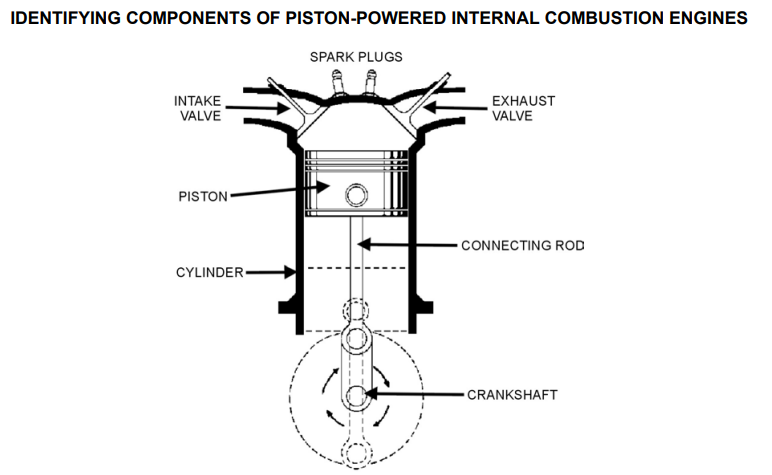 IDENTIFYING COMPONENTS OF PISTON-POWERED INTERNAL COMBUSTION ENGINES
SPARK PLUGS
INTAKE
VALVE
EXHAUST
VALVE
PISTON
CONNECTING ROD
CYLINDER
CRANKSHAFT